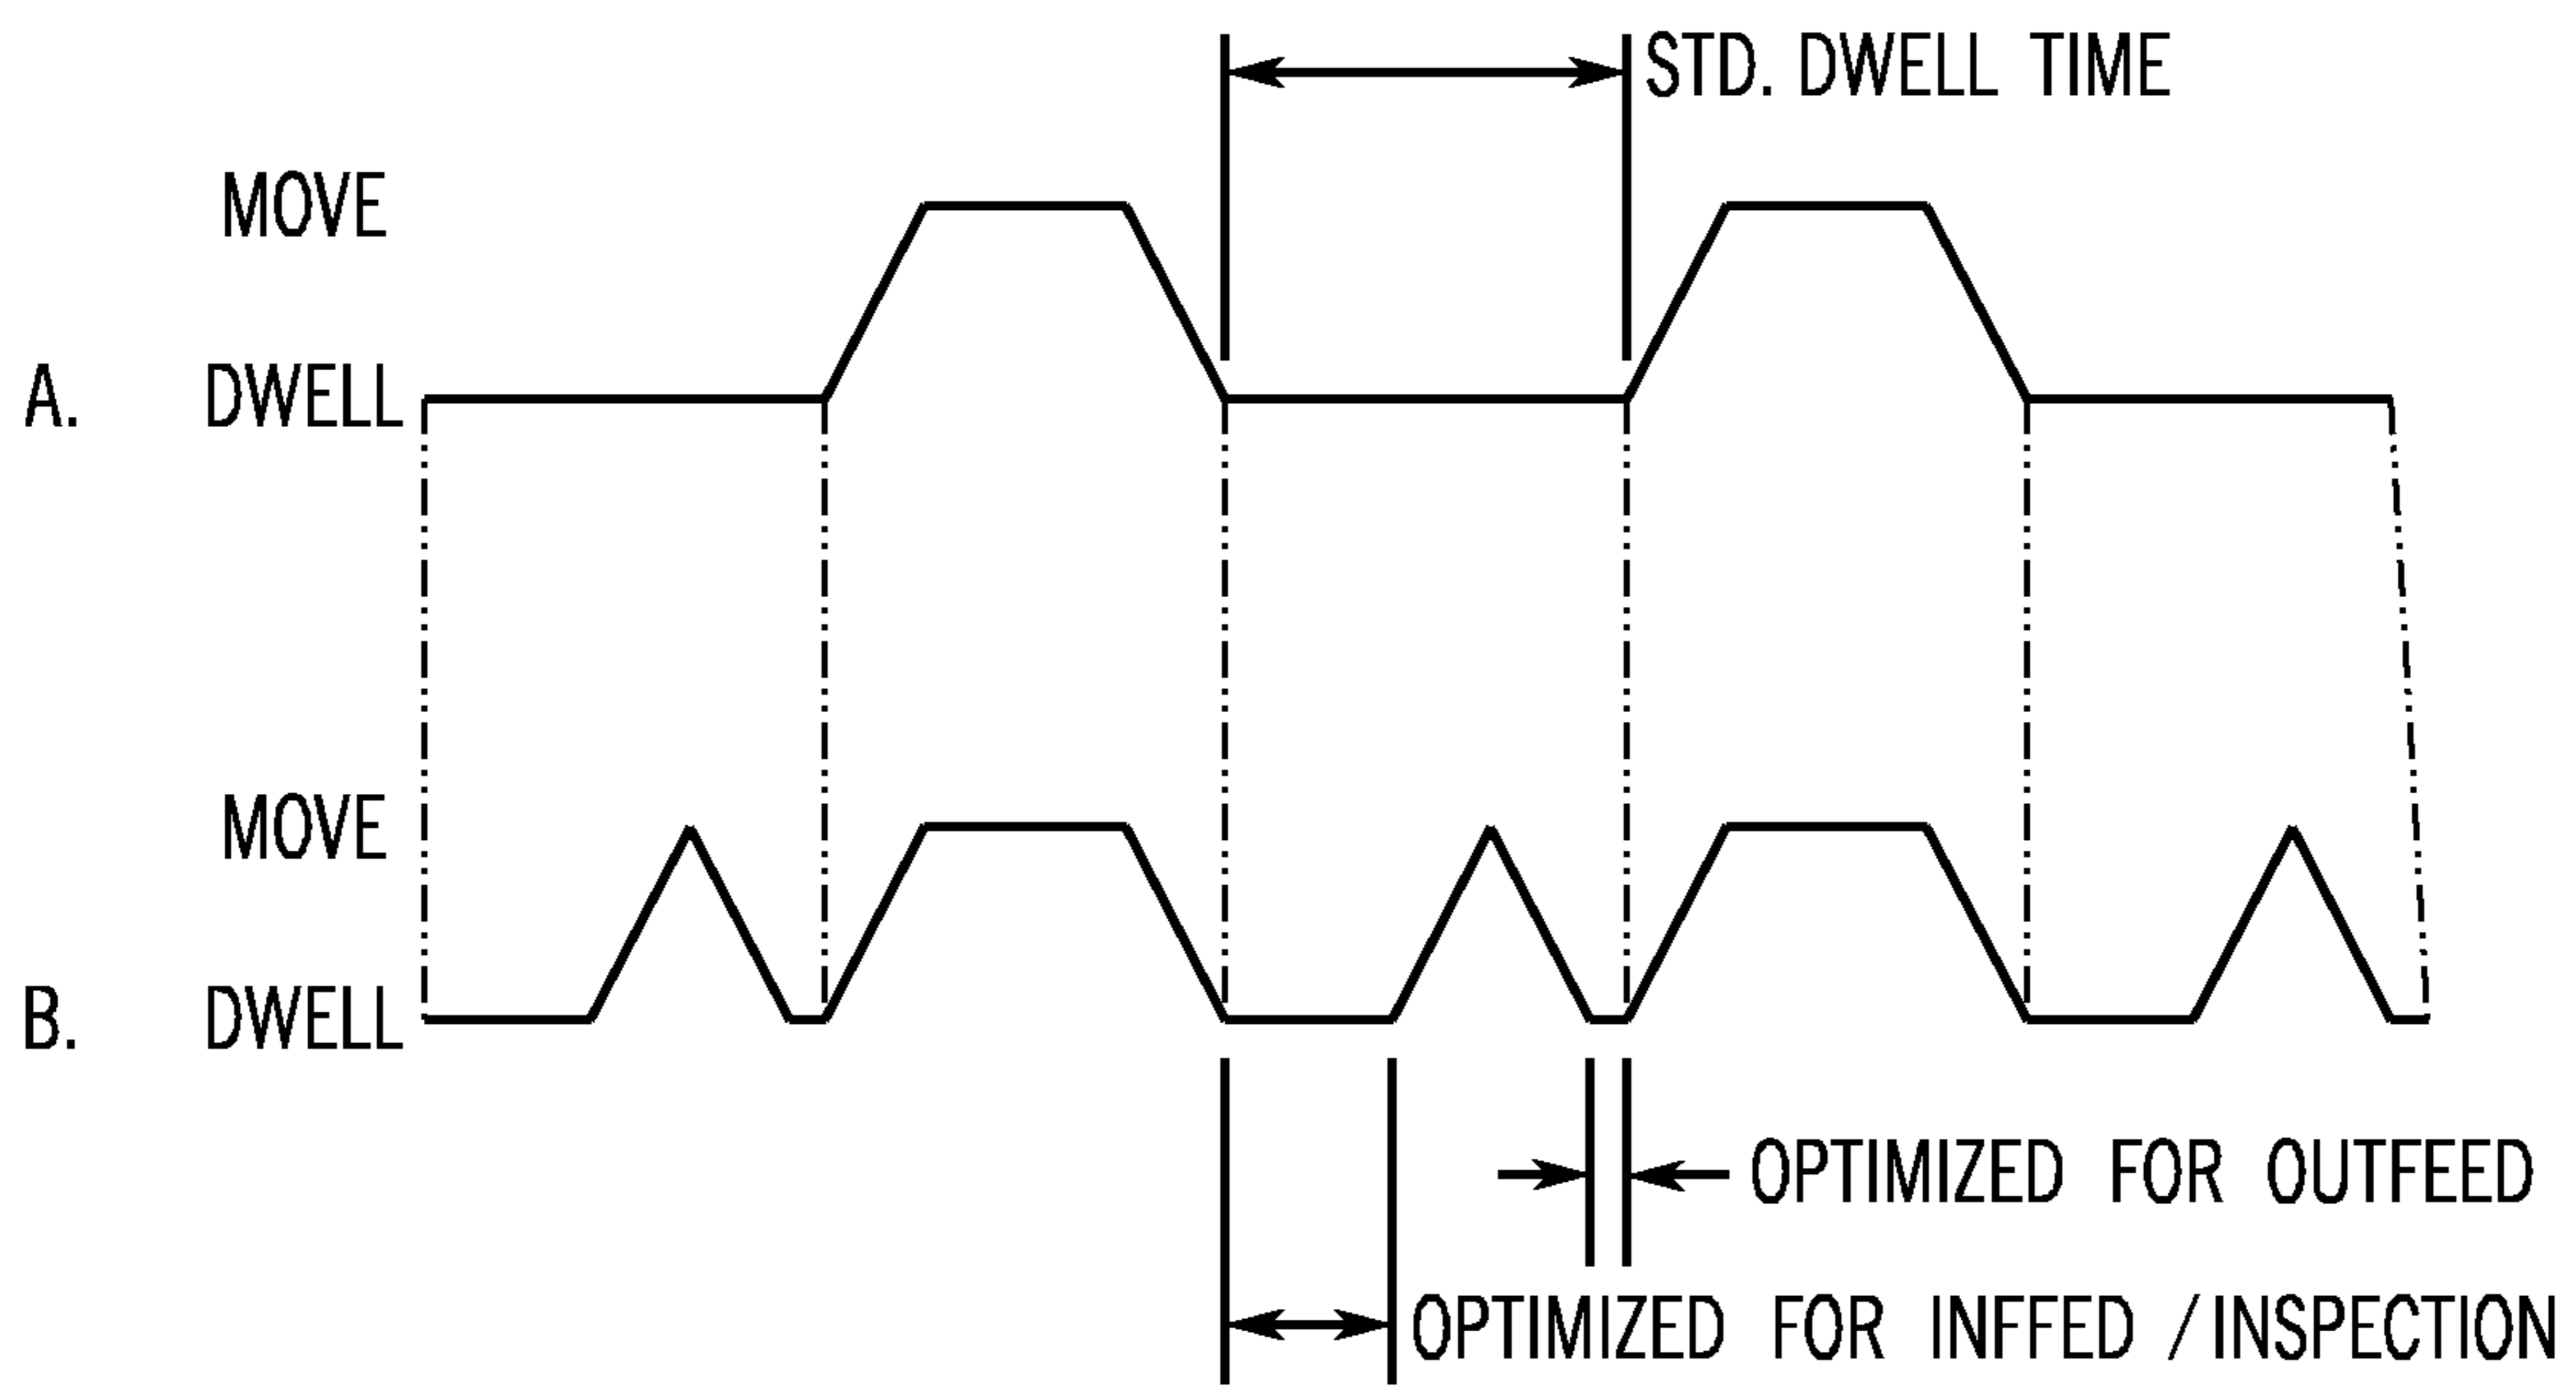 STD. DWELL TIME
MOVE
A. DWELL
MOVE
B. DWELL
OPTIMIZED FOR OUTFEED
OPTIMIZED FOR INFFED / INSPECTION